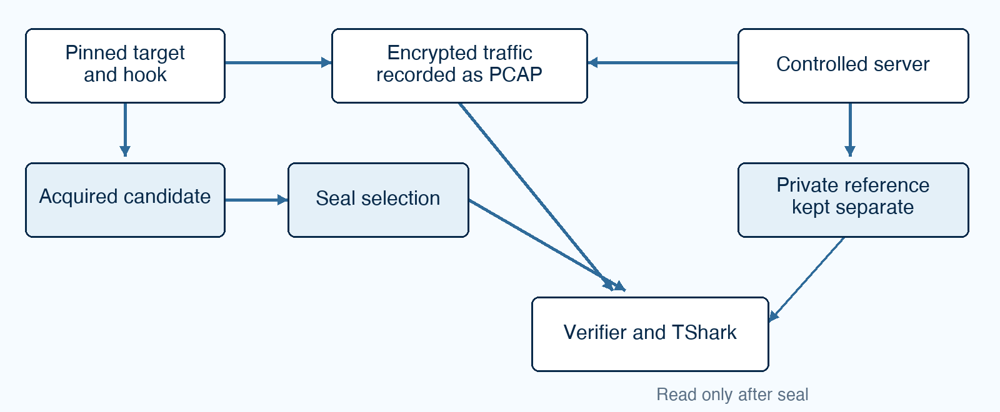 Pinned target
and hook
Encrypted traffic
recorded as PCAP
Controlled server
Acquired candidate
Seal selection
Private reference
kept separate
Verifier and TShark
Read only after seal